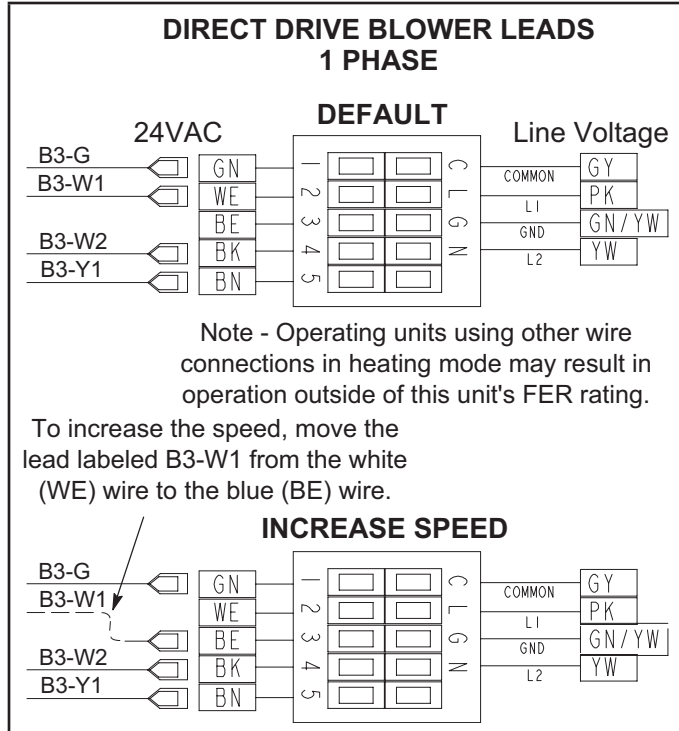 DIRECT DRIVE BLOWER LEADS
1 PHASE
DEFAULT
24VAC
Line Voltage
B3-G
GN
1
C
COMMON
GY
B3-W1
WE
2
L
L1
PK
BE
3
G
GND
GN/YW
B3-W2
BK
4
N
L2
YW
B3-Y1
BN
5
Note - Operating units using other wire
connections in heating mode may result in
operation outside of this unit's FER rating.
To increase the speed, move the
lead labeled B3-W1 from the white
(WE) wire to the blue (BE) wire.
INCREASE SPEED
B3-G
GN
1
C
COMMON
GY
B3-W1
WE
2
L
L1
PK
BE
3
G
GND
GN/YW
B3-W2
BK
4
N
L2
YW
B3-Y1
BN
5